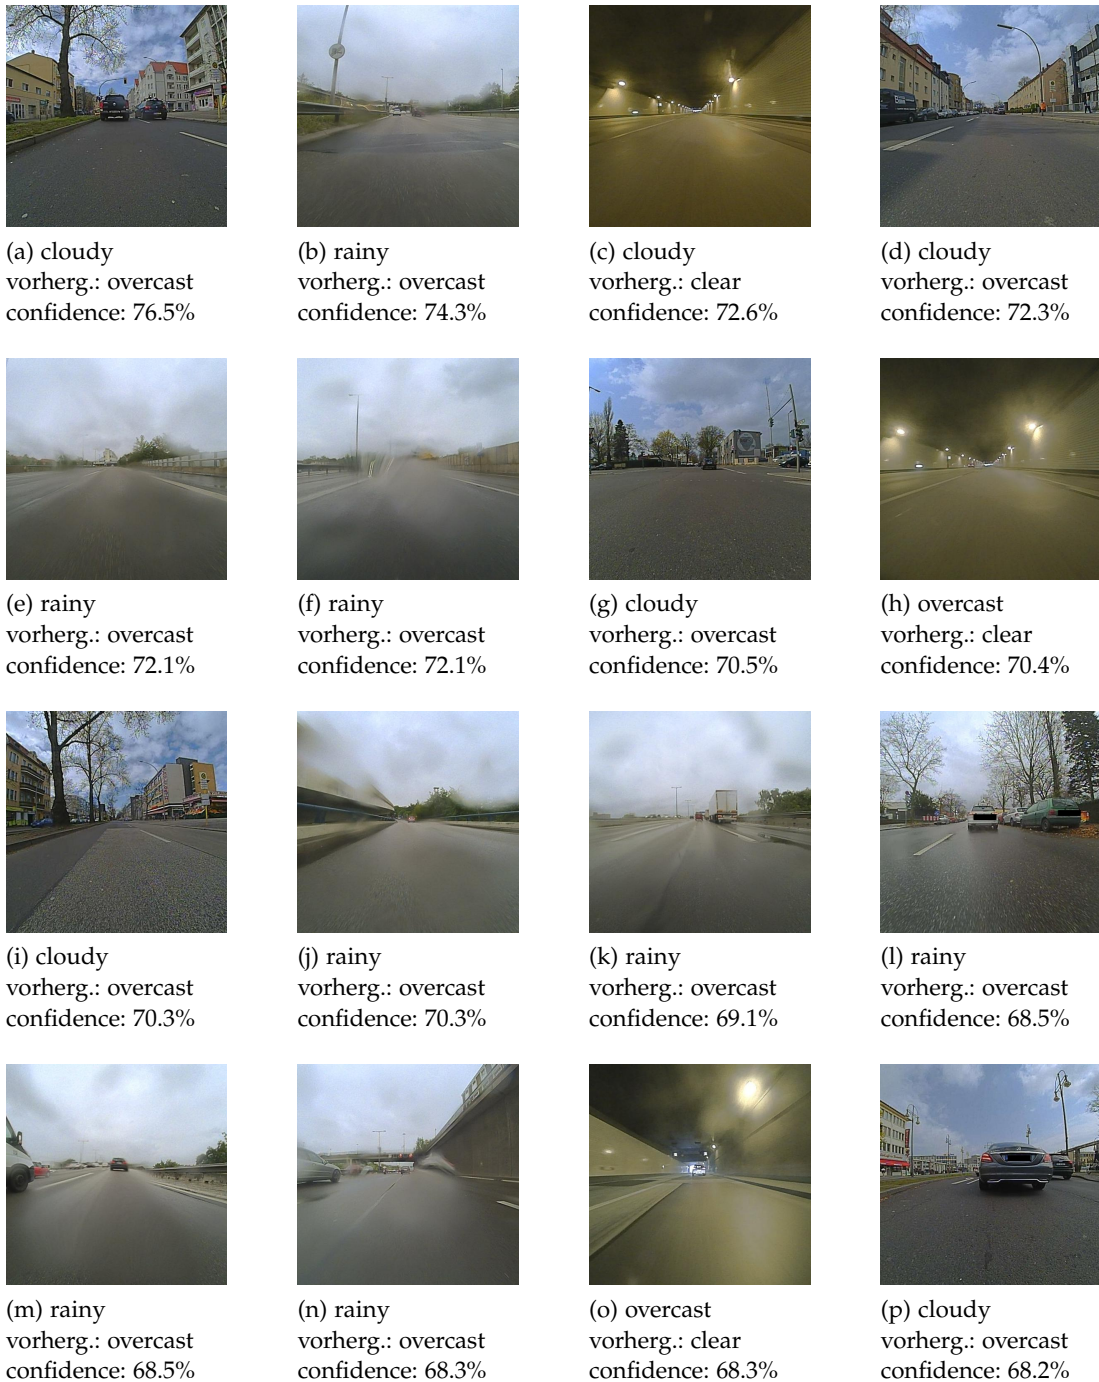 (a) cloudy
vorherg.: overcast
confidence: 76.5%
(b) rainy
vorherg.: overcast
confidence: 74.3%
(c) cloudy
vorherg.: clear
confidence: 72.6%
(d) cloudy
vorherg.: overcast
confidence: 72.3%
(e) rainy
vorherg.: overcast
confidence: 72.1%
(f) rainy
vorherg.: overcast
confidence: 72.1%
(g) cloudy
vorherg.: overcast
confidence: 70.5%
(h) overcast
vorherg.: clear
confidence: 70.4%
(i) cloudy
vorherg.: overcast
confidence: 70.3%
(j) rainy
vorherg.: overcast
confidence: 70.3%
(k) rainy
vorherg.: overcast
confidence: 69.1%
(l) rainy
vorherg.: overcast
confidence: 68.5%
(m) rainy
vorherg.: overcast
confidence: 68.5%
(n) rainy
vorherg.: overcast
confidence: 68.3%
(o) overcast
vorherg.: clear
confidence: 68.3%
(p) cloudy
vorherg.: overcast
confidence: 68.2%